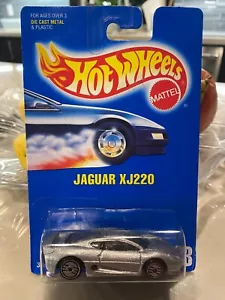 FOR AGES OVER 3
DIE CAST METAL
& PLASTIC
HOT WHEELS
MATTEL
JAGUAR XJ220